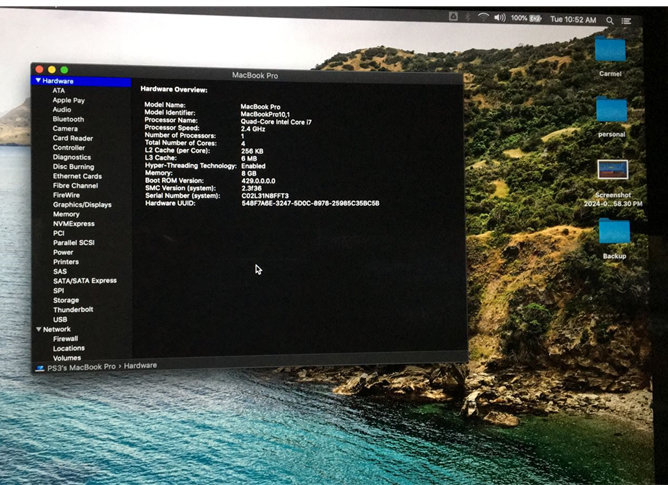 100% Tue 10:52 AM
MacBook Pro
Hardware
ATA
Apple Pay
Audio
Bluetooth
Camera
Card Reader
Controller
Diagnostics
Disc Burning
Ethernet Cards
Fibre Channel
FireWire
Graphics/Displays
Memory
NVMExpress
PCI
Parallel SCSI
Power
Printers
SAS
SATA/SATA Express
SPI
Storage
Thunderbolt
USB
Network
Firewall
Locations
Volumes
Hardware Overview:
Model Name: MacBook Pro
Model Identifier: MacBookPro10,1
Processor Name: Quad-Core Intel Core i7
Processor Speed: 2.4 GHz
Number of Processors: 1
Total Number of Cores: 4
L2 Cache (per Core): 256 KB
L3 Cache: 6 MB
Hyper-Threading Technology: Enabled
Memory: 8 GB
Boot ROM Version: 429.0.0.0.0
SMC Version (system): 2.3f36
Serial Number (system): C02L31N8FFT3
Hardware UUID: 548F7A6E-3247-5D0C-8978-25985C35BC5B
PS3's MacBook Pro › Hardware
Carmel
personal
Screenshot
2024-0...58.30 PM
Backup